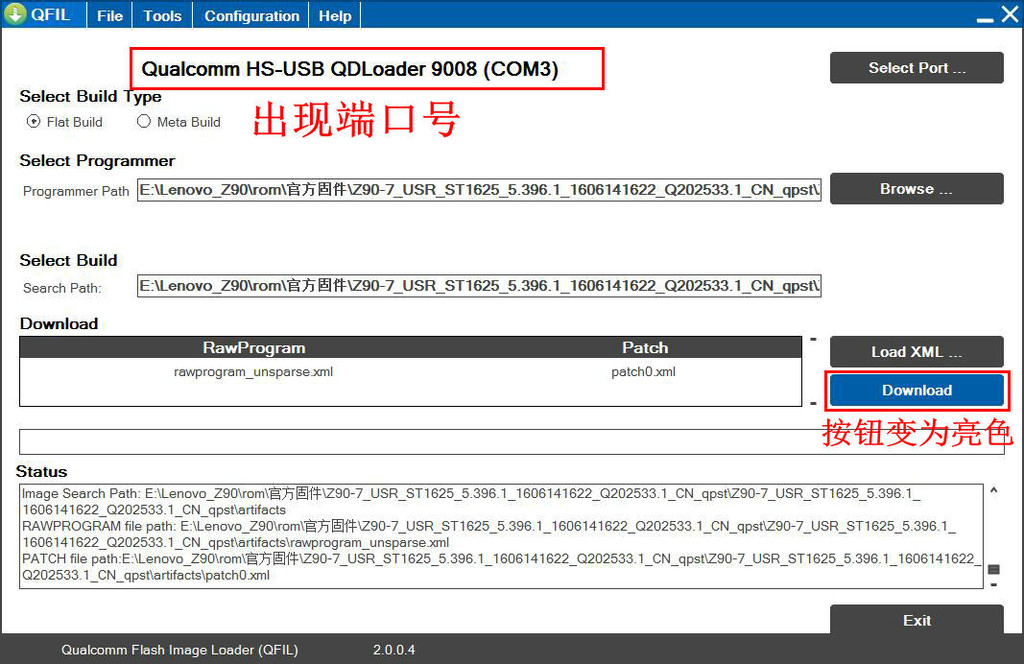 QFIL File Tools Configuration Help
Qualcomm HS-USB QDLoader 9008 (COM3)
Select Port ...
Select Build Type
Flat Build Meta Build
出现端口号
Select Programmer
Programmer Path E:\Lenovo_Z90\rom\官方固件\Z90-7_USR_ST1625_5.396.1_1606141622_Q202533.1_CN_qpst\
Browse ...
Select Build
Search Path: E:\Lenovo_Z90\rom\官方固件\Z90-7_USR_ST1625_5.396.1_1606141622_Q202533.1_CN_qpst\
Download
RawProgram Patch
rawprogram_unsparse.xml patch0.xml
Load XML ...
Download
按钮变为亮色
Status
Image Search Path: E:\Lenovo_Z90\rom\官方固件\Z90-7_USR_ST1625_5.396.1_1606141622_Q202533.1_CN_qpst\Z90-7_USR_ST1625_5.396.1_
1606141622_Q202533.1_CN_qpst\artifacts
RAWPROGRAM file path: E:\Lenovo_Z90\rom\官方固件\Z90-7_USR_ST1625_5.396.1_1606141622_Q202533.1_CN_qpst\Z90-7_USR_ST1625_5.396.1_
1606141622_Q202533.1_CN_qpst\artifacts\rawprogram_unsparse.xml
PATCH file path:E:\Lenovo_Z90\rom\官方固件\Z90-7_USR_ST1625_5.396.1_1606141622_Q202533.1_CN_qpst\Z90-7_USR_ST1625_5.396.1_1606141622_
Q202533.1_CN_qpst\artifacts\patch0.xml
Exit
Qualcomm Flash Image Loader (QFIL) 2.0.0.4